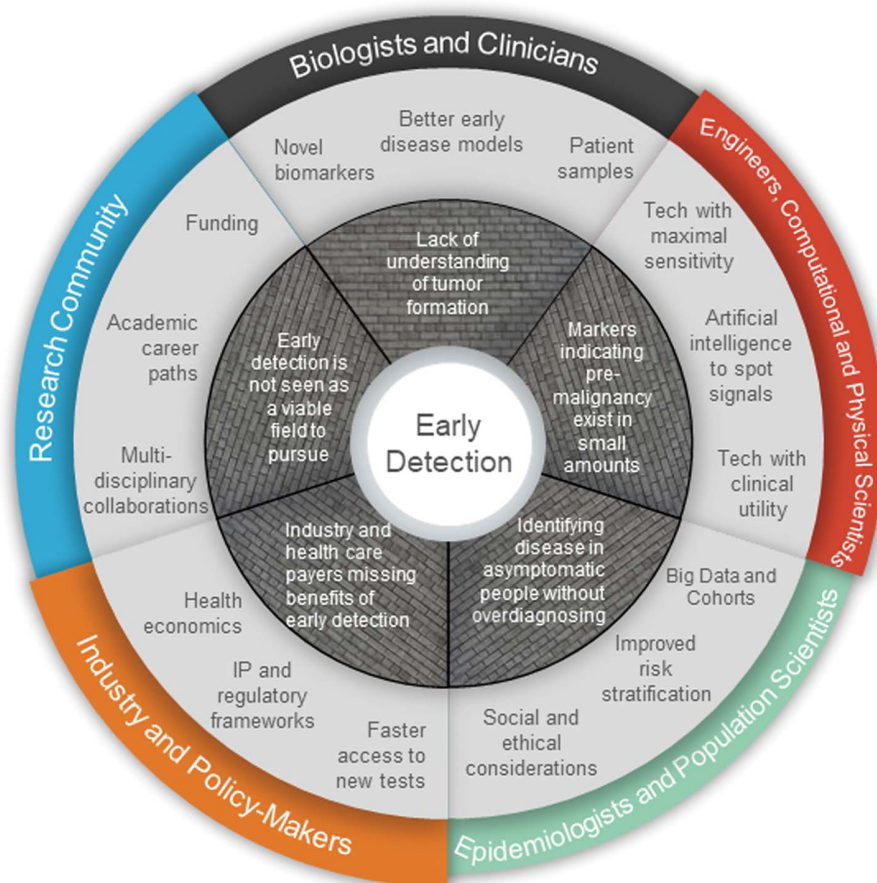 Biologists and Clinicians
Novel
biomarkers
Better early
disease models
Patient
samples
Engineers, Computational and Physical Scientists
Tech with
maximal
sensitivity
Artificial
intelligence
to spot
signals
Tech with
clinical
utility
Epidemiologists and Population Scientists
Big Data and
Cohorts
Improved
risk
stratification
Social and
ethical
considerations
Industry and Policy-Makers
Faster
access to
new tests
IP and
regulatory
frameworks
Health
economics
Research Community
Multi-
disciplinary
collaborations
Academic
career
paths
Funding
Lack of
understanding
of tumor
formation
Markers
indicating
pre-
malignancy
exist in
small
amounts
Identifying
disease in
asymptomatic
people without
overdiagnosing
Industry and
health care
payers missing
benefits of
early detection
Early
detection is
not seen as
a viable
field to
pursue
Early
Detection